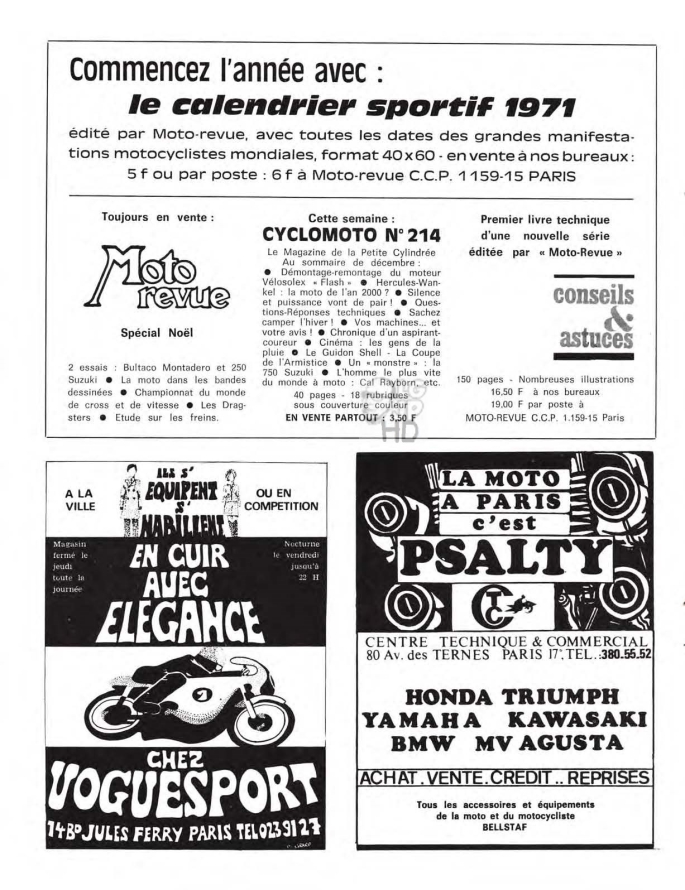 Commencez l'année avec :
le calendrier sportif 1971
édité par Moto-revue, avec toutes les dates des grandes manifesta-
tions motocyclistes mondiales, format 40x60 - en vente à nos bureaux :
5 f ou par poste : 6 f à Moto-revue C.C.P. 1 159-15 PARIS
Toujours en vente :
Moto
revue
Spécial Noël
2 essais : Bultaco Montadero et 250
Suzuki ● La moto dans les bandes
dessinées ● Championnat du monde
de cross et de vitesse ● Les Drag-
sters ● Etude sur les freins.
Cette semaine :
CYCLOMOTO N° 214
Le Magazine de la Petite Cylindrée
Au sommaire de décembre :
● Démontage-remontage du moteur
Vélosolex « Flash » ● Hercules-Wan-
kel : la moto de l'an 2000 ? ● Silence
et puissance vont de pair ! ● Ques-
tions-Réponses techniques ● Sachez
camper l'hiver ! ● Vos machines... et
votre avis ! ● Chronique d'un aspirant-
coureur ● Cinéma : les gens de la
pluie ● Le Guidon Shell - La Coupe
de l'Armistice ● Un « monstre » : la
750 Suzuki ● L'homme le plus vite
du monde à moto : Cal Rayborn, etc.
40 pages - 18 rubriques
sous couverture couleur
EN VENTE PARTOUT : 3,50 F
Premier livre technique
d'une nouvelle série
éditée par « Moto-Revue »
conseils
&
astuces
150 pages - Nombreuses illustrations
16,50 F à nos bureaux
19,00 F par poste à
MOTO-REVUE C.C.P. 1.159-15 Paris
HD
A LA
VILLE
ILS S'
EQUIPENT
S'
HABILLENT
OU EN
COMPETITION
Magasin
fermé le
jeudi
toute la
journée
Nocturne
le vendredi
jusqu'à
22 H
EN CUIR
AVEC
ELEGANCE
3
CHEZ
VOGUESPORT
14 BD JULES FERRY PARIS TEL 023 91 27
LA MOTO
A PARIS
c'est
PSALTY
CTC
CENTRE TECHNIQUE & COMMERCIAL
80 Av. des TERNES PARIS 17e. TEL.:380.55.52
HONDA TRIUMPH
YAMAHA KAWASAKI
BMW MV AGUSTA
ACHAT . VENTE . CREDIT .. REPRISES
Tous les accessoires et équipements
de la moto et du motocycliste
BELLSTAF